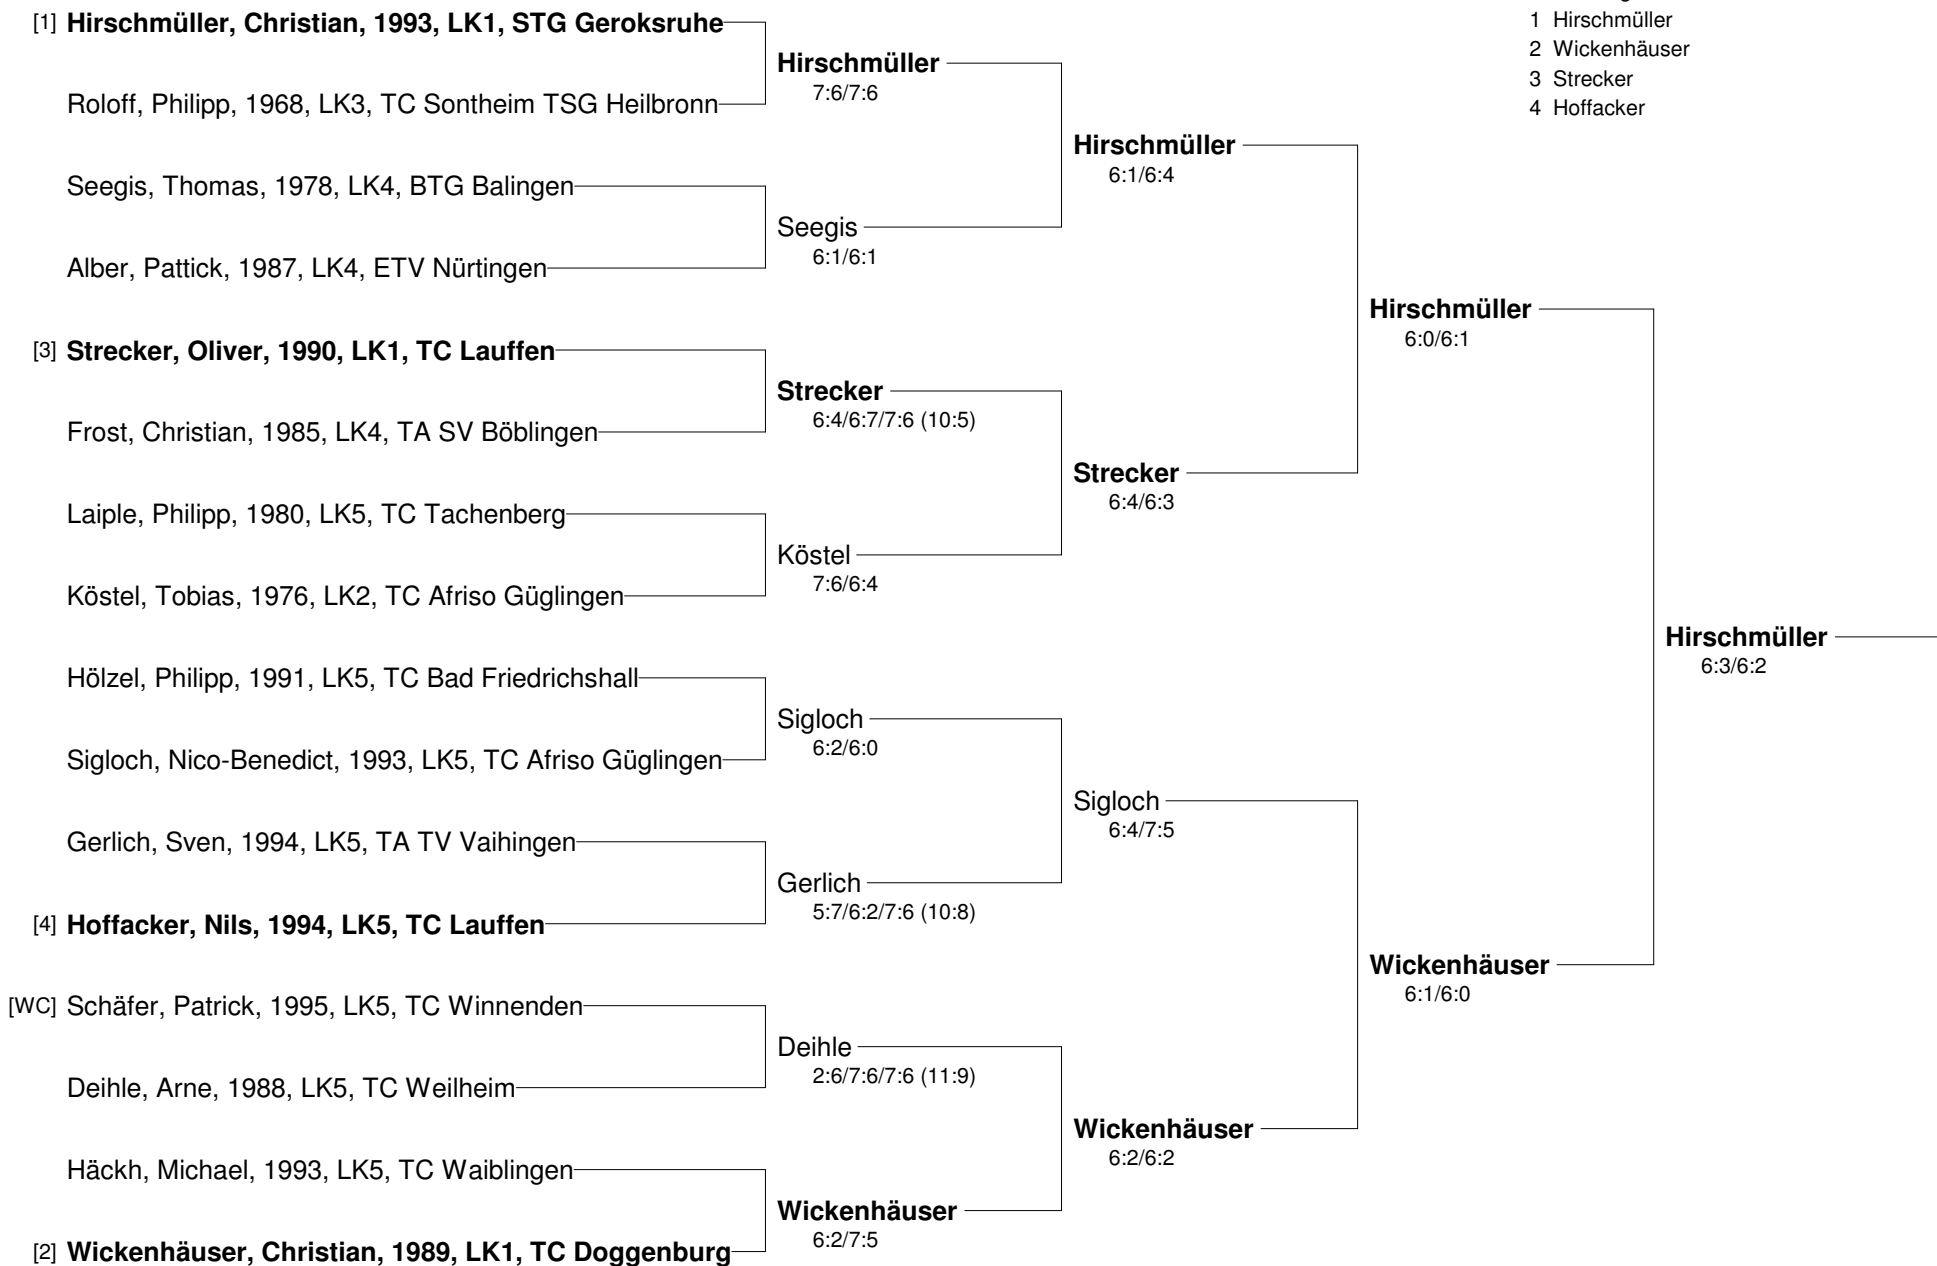 1 Hirschmüller
2 Wickenhäuser
3 Strecker
4 Hoffacker
[1] Hirschmüller, Christian, 1993, LK1, STG Geroksruhe
Roloff, Philipp, 1968, LK3, TC Sontheim TSG Heilbronn
Seegis, Thomas, 1978, LK4, BTG Balingen
Alber, Pattick, 1987, LK4, ETV Nürtingen
[3] Strecker, Oliver, 1990, LK1, TC Lauffen
Frost, Christian, 1985, LK4, TA SV Böblingen
Laiple, Philipp, 1980, LK5, TC Tachenberg
Köstel, Tobias, 1976, LK2, TC Afriso Güglingen
Hölzel, Philipp, 1991, LK5, TC Bad Friedrichshall
Sigloch, Nico-Benedict, 1993, LK5, TC Afriso Güglingen
Gerlich, Sven, 1994, LK5, TA TV Vaihingen
[4] Hoffacker, Nils, 1994, LK5, TC Lauffen
[WC] Schäfer, Patrick, 1995, LK5, TC Winnenden
Deihle, Arne, 1988, LK5, TC Weilheim
Häckh, Michael, 1993, LK5, TC Waiblingen
[2] Wickenhäuser, Christian, 1989, LK1, TC Doggenburg
Hirschmüller
7:6/7:6
Seegis
6:1/6:1
Strecker
6:4/6:7/7:6 (10:5)
Köstel
7:6/6:4
Sigloch
6:2/6:0
Gerlich
5:7/6:2/7:6 (10:8)
Deihle
2:6/7:6/7:6 (11:9)
Wickenhäuser
6:2/7:5
Hirschmüller
6:1/6:4
Strecker
6:4/6:3
Sigloch
6:4/7:5
Wickenhäuser
6:2/6:2
Hirschmüller
6:0/6:1
Wickenhäuser
6:1/6:0
Hirschmüller
6:3/6:2